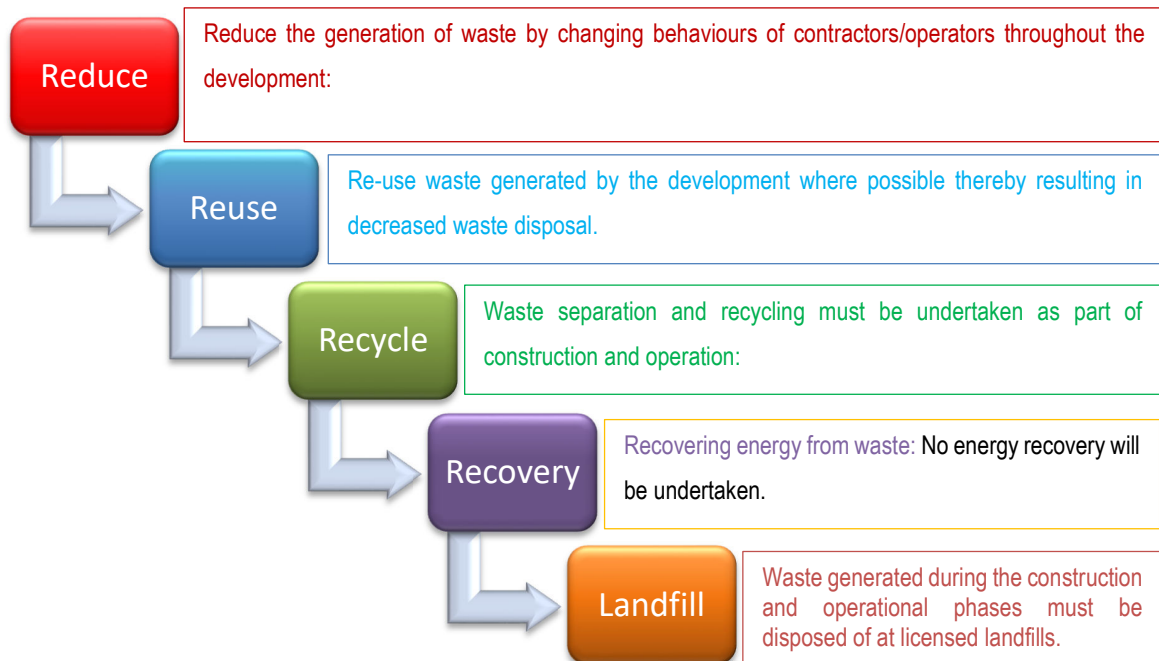 Reduce
Reduce the generation of waste by changing behaviours of contractors/operators throughout the
development:
Reuse
Re-use waste generated by the development where possible thereby resulting in
decreased waste disposal.
Recycle
Waste separation and recycling must be undertaken as part of
construction and operation:
Recovery
Recovering energy from waste: No energy recovery will
be undertaken.
Landfill
Waste generated during the construction
and operational phases must be
disposed of at licensed landfills.